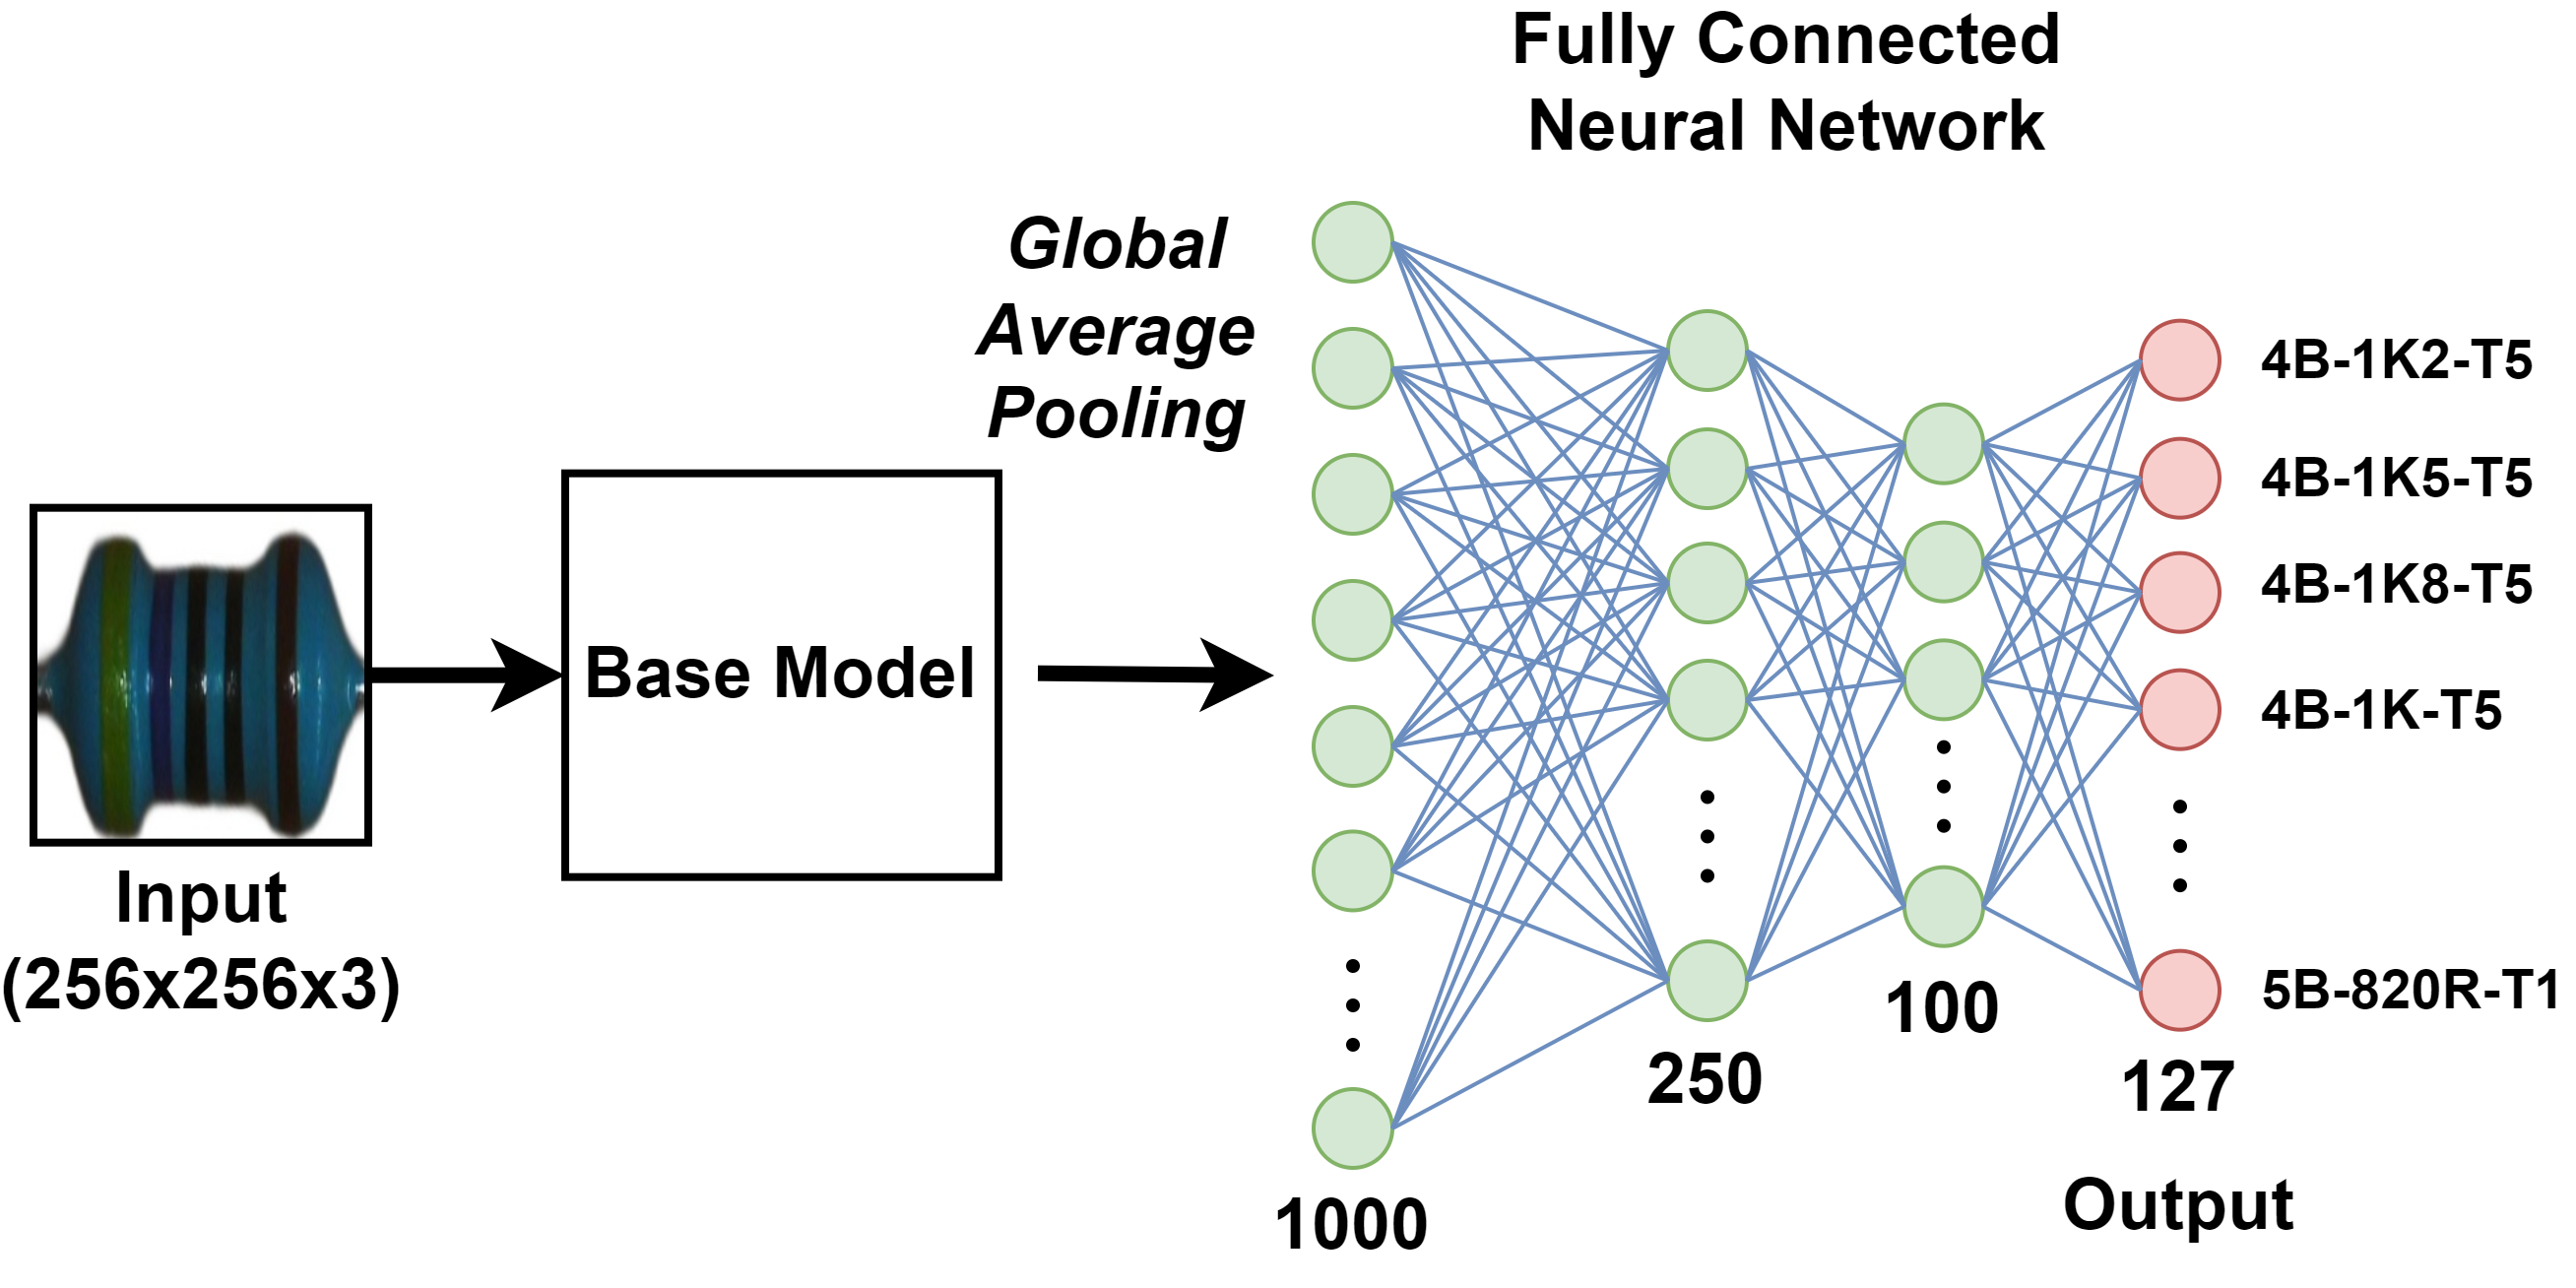 Fully Connected
Neural Network
Global
Average
Pooling
Base Model
Input
(256x256x3)
4B-1K2-T5
4B-1K5-T5
4B-1K8-T5
4B-1K-T5
5B-820R-T1
1000
250
100
127
Output